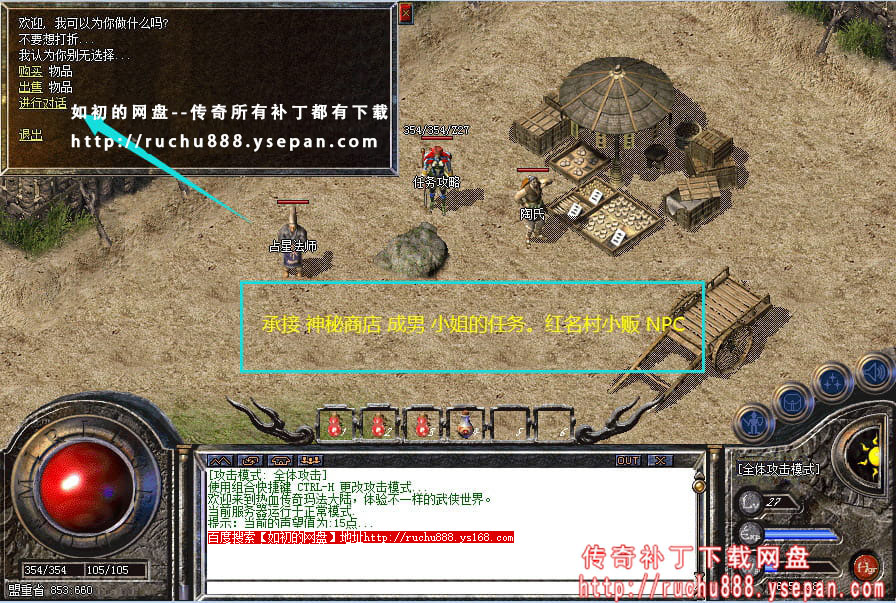 欢迎，我可以为你做什么吗?
不要想打折...
我认为你别无选择...
购买 物品
出售 物品
进行对话
退出
如初的网盘--传奇所有补丁都有下载
http://ruchu888.ysepan.com
354/354/Z27
任务攻略
陶氏
占星法师
承接 神秘商店 成男 小姐的任务。红名村小贩 NPC
OUT
[攻击模式: 全体攻击]
使用组合快捷键 CTRL-H 更改攻击模式...
欢迎来到热血传奇玛法大陆，体验不一样的武侠世界。
当前服务器运行于正常模式.
提示：当前的声望值为:15点...
百度搜索【如初的网盘】地址http://ruchu888.ys168.com
[全体攻击模式]
27
354/354
105/105
盟重省 853:660
传奇补丁下载网盘
http://ruchu888.ysepan.com